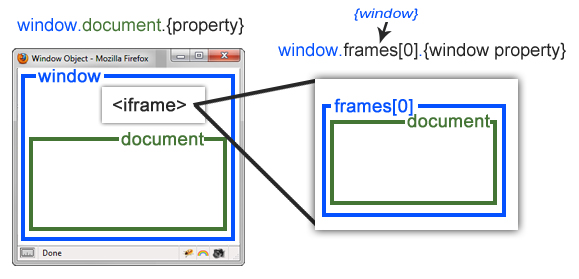 window.document.{property}
{window}
window.frames[0].{window property}
Window Object - Mozilla Firefox
window
<iframe>
document
frames[0]
document
Done